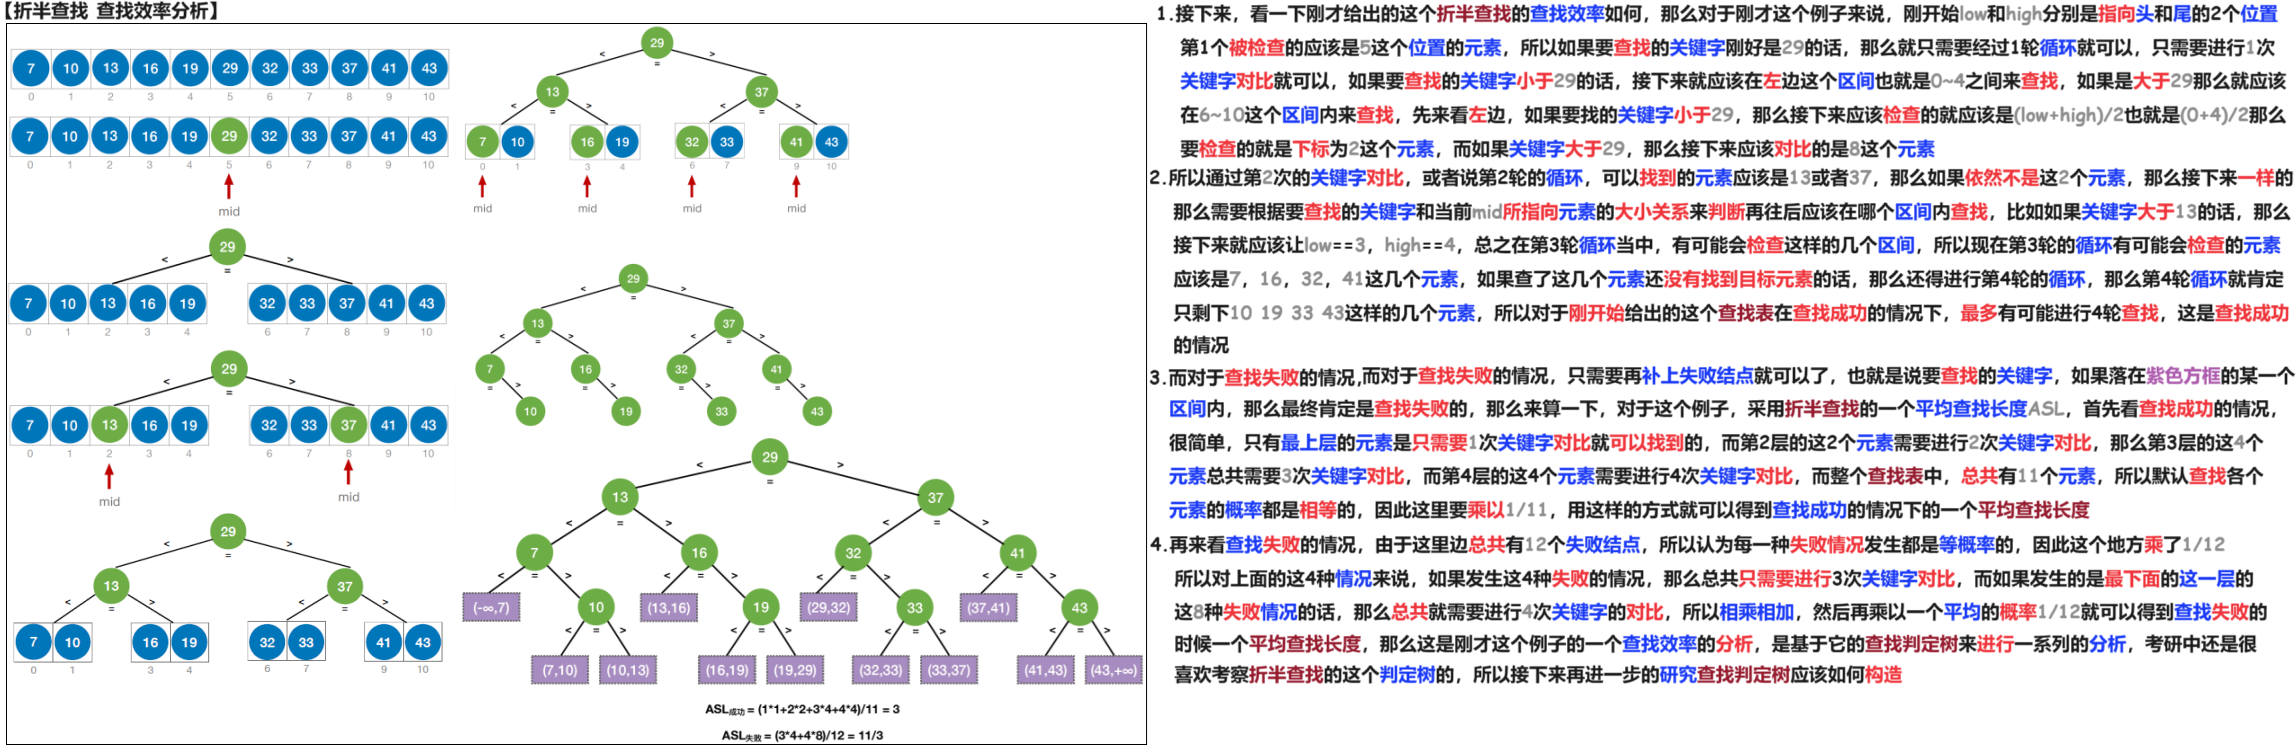 【折半查找 查找效率分析】
7 10 13 16 19 29 32 33 37 41 43
0 1 2 3 4 5 6 7 8 9 10
7 10 13 16 19 29 32 33 37 41 43
0 1 2 3 4 5 6 7 8 9 10
mid
29
< = >
7 10 13 16 19 32 33 37 41 43
0 1 2 3 4 6 7 8 9 10
29
< = >
7 10 13 16 19 32 33 37 41 43
0 1 2 3 4 6 7 8 9 10
mid mid
29
< = >
13 37
< = > < = >
7 10 16 19 32 33 41 43
0 1 3 4 6 7 9 10
29
< = >
13 37
< = > < = >
7 10 16 19 32 33 41 43
0 1 3 4 6 7 9 10
mid mid mid mid
29
< = >
13 37
< = > < = >
7 16 32 41
= > = > = > = >
10 19 33 43
29
< = >
13 37
< = > < = >
7 16 32 41
< = > < = > < = > < = >
(-∞,7) 10 (13,16) 19 (29,32) 33 (37,41) 43
< = > < = > < = > < = >
(7,10) (10,13) (16,19) (19,29) (32,33) (33,37) (41,43) (43,+∞)
ASL成功 = (1*1+2*2+3*4+4*4)/11 = 3
ASL失败 = (3*4+4*8)/12 = 11/3
1.接下来，看一下刚才给出的这个折半查找的查找效率如何，那么对于刚才这个例子来说，刚开始low和high分别是指向头和尾的2个位置
第1个被检查的应该是5这个位置的元素，所以如果要查找的关键字刚好是29的话，那么就只需要经过1轮循环就可以，只需要进行1次
关键字对比就可以，如果要查找的关键字小于29的话，接下来就应该在左边这个区间也就是0~4之间来查找，如果是大于29那么就应该
在6~10这个区间内来查找，先来看左边，如果要找的关键字小于29，那么接下来应该检查的就应该是(low+high)/2也就是(0+4)/2那么
要检查的就是下标为2这个元素，而如果关键字大于29，那么接下来应该对比的是8这个元素
2.所以通过第2次的关键字对比，或者说第2轮的循环，可以找到的元素应该是13或者37，那么如果依然不是这2个元素，那么接下来一样的
那么需要根据要查找的关键字和当前mid所指向元素的大小关系来判断再往后应该在哪个区间内查找，比如如果关键字大于13的话，那么
接下来就应该让low==3，high==4，总之在第3轮循环当中，有可能会检查这样的几个区间，所以现在第3轮的循环有可能会检查的元素
应该是7，16，32，41这几个元素，如果查了这几个元素还没有找到目标元素的话，那么还得进行第4轮的循环，那么第4轮循环就肯定
只剩下10 19 33 43这样的几个元素，所以对于刚开始给出的这个查找表在查找成功的情况下，最多有可能进行4轮查找，这是查找成功
的情况
3.而对于查找失败的情况,而对于查找失败的情况，只需要再补上失败结点就可以了，也就是说要查找的关键字，如果落在紫色方框的某一个
区间内，那么最终肯定是查找失败的，那么来算一下，对于这个例子，采用折半查找的一个平均查找长度ASL，首先看查找成功的情况，
很简单，只有最上层的元素是只需要1次关键字对比就可以找到的，而第2层的这2个元素需要进行2次关键字对比，那么第3层的这4个
元素总共需要3次关键字对比，而第4层的这4个元素需要进行4次关键字对比，而整个查找表中，总共有11个元素，所以默认查找各个
元素的概率都是相等的，因此这里要乘以1/11，用这样的方式就可以得到查找成功的情况下的一个平均查找长度
4.再来看查找失败的情况，由于这里边总共有12个失败结点，所以认为每一种失败情况发生都是等概率的，因此这个地方乘了1/12
所以对上面的这4种情况来说，如果发生这4种失败的情况，那么总共只需要进行3次关键字对比，而如果发生的是最下面的这一层的
这8种失败情况的话，那么总共就需要进行4次关键字的对比，所以相乘相加，然后再乘以一个平均的概率1/12就可以得到查找失败的
时候一个平均查找长度，那么这是刚才这个例子的一个查找效率的分析，是基于它的查找判定树来进行一系列的分析，考研中还是很
喜欢考察折半查找的这个判定树的，所以接下来再进一步的研究查找判定树应该如何构造